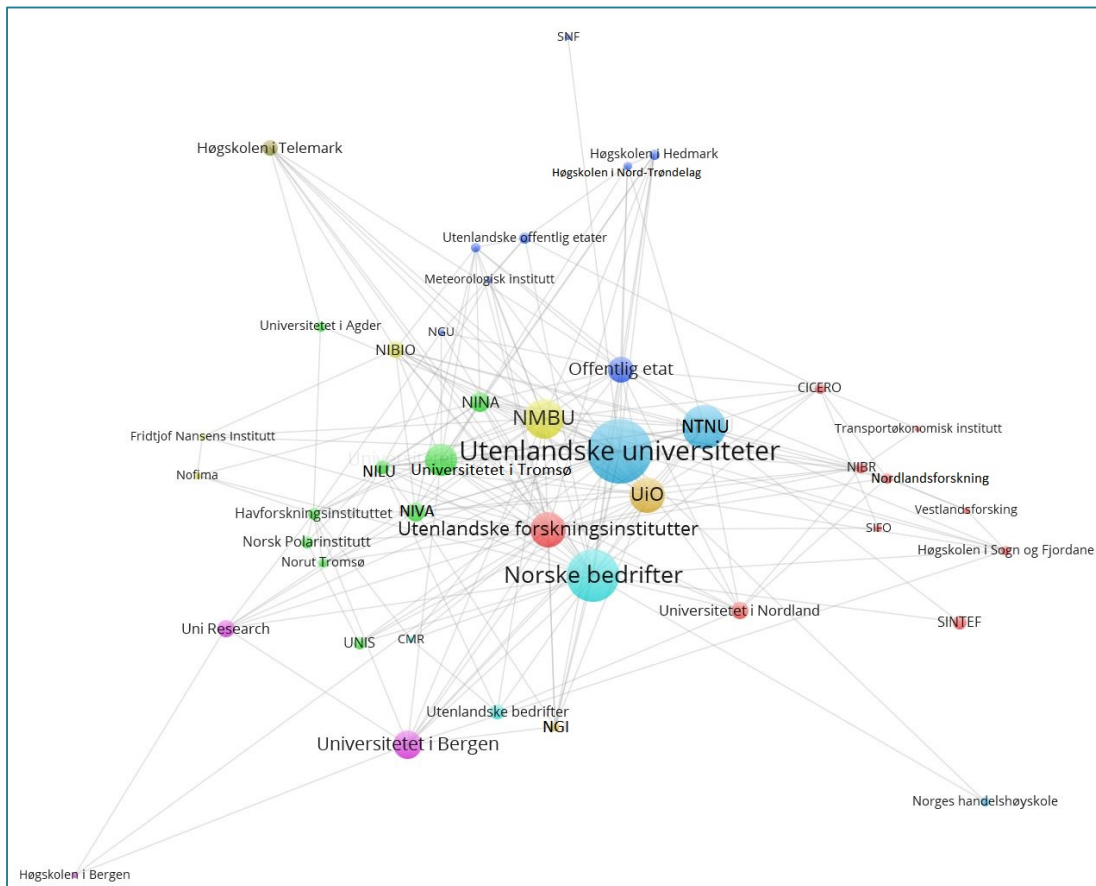 SNF
Høgskolen i Telemark
Høgskolen i Hedmark
Høgskolen i Nord-Trøndelag
Utenlandske offentlig etater
Meteorologisk institutt
Universitetet i Agder
NGU
NIBIO
Offentlig etat
CICERO
NINA
NMBU
NTNU
Transportøkonomisk institutt
Fridtjof Nansens Institutt
Utenlandske universiteter
NILU
Universitetet i Tromsø
NIBR
Nofima
Nordlandsforskning
UiO
Havforskningsinstituttet
NIVA
Vestlandsforsking
Utenlandske forskningsinstitutter
SIFO
Norsk Polarinstitutt
Høgskolen i Sogn og Fjordane
Norut Tromsø
Norske bedrifter
Universitetet i Nordland
Uni Research
SINTEF
UNIS
CMR
Utenlandske bedrifter
NGI
Universitetet i Bergen
Norges handelshøyskole
Høgskolen i Bergen